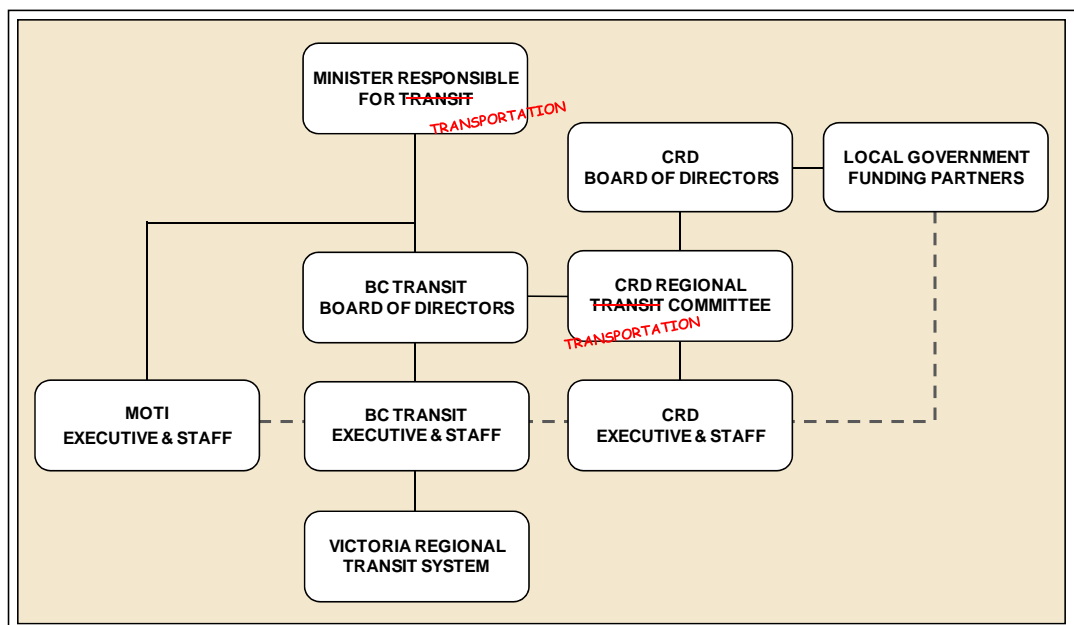 MINISTER RESPONSIBLE
FOR TRANSIT
TRANSPORTATION
CRD
BOARD OF DIRECTORS
LOCAL GOVERNMENT
FUNDING PARTNERS
BC TRANSIT
BOARD OF DIRECTORS
CRD REGIONAL
TRANSIT COMMITTEE
TRANSPORTATION
MOTI
EXECUTIVE & STAFF
BC TRANSIT
EXECUTIVE & STAFF
CRD
EXECUTIVE & STAFF
VICTORIA REGIONAL
TRANSIT SYSTEM